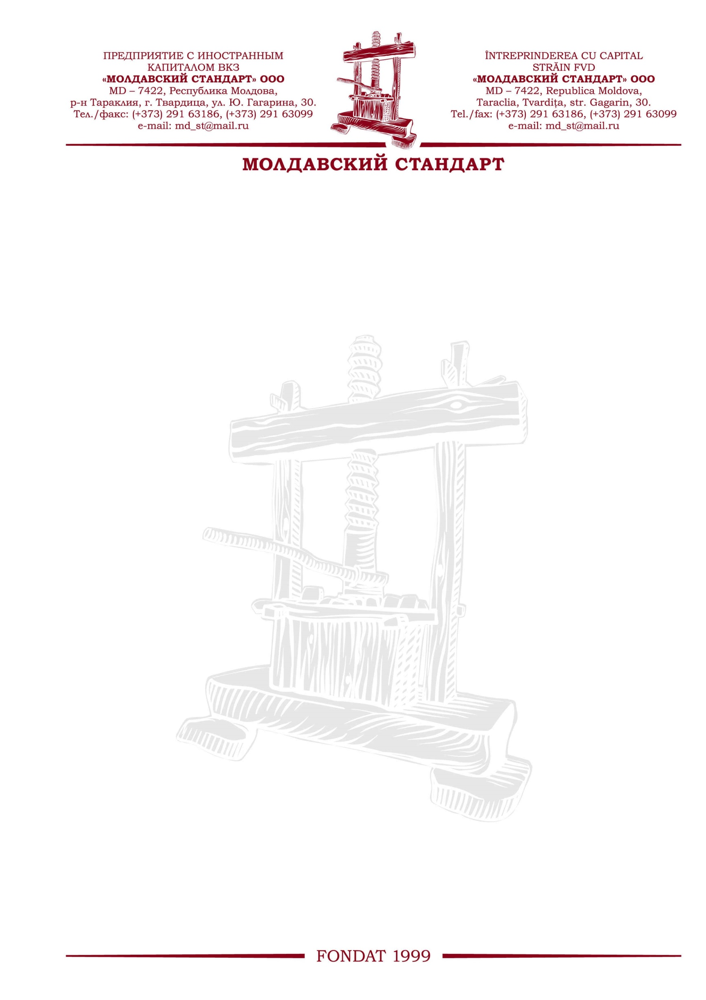 ПРЕДПРИЯТИЕ С ИНОСТРАННЫМ
КАПИТАЛОМ ВКЗ
«МОЛДАВСКИЙ СТАНДАРТ» ООО
MD – 7422, Республика Молдова,
р-н Тараклия, г. Твардица, ул. Ю. Гагарина, 30.
Тел./факс: (+373) 291 63186, (+373) 291 63099
e-mail: md_st@mail.ru
ÎNTREPRINDEREA CU CAPITAL
STRĂIN FVD
«МОЛДАВСКИЙ СТАНДАРТ» ООО
MD – 7422, Republica Moldova,
Taraclia, Tvardița, str. Gagarin, 30.
Tel./fax: (+373) 291 63186, (+373) 291 63099
e-mail: md_st@mail.ru
МОЛДАВСКИЙ СТАНДАРТ
FONDAT 1999